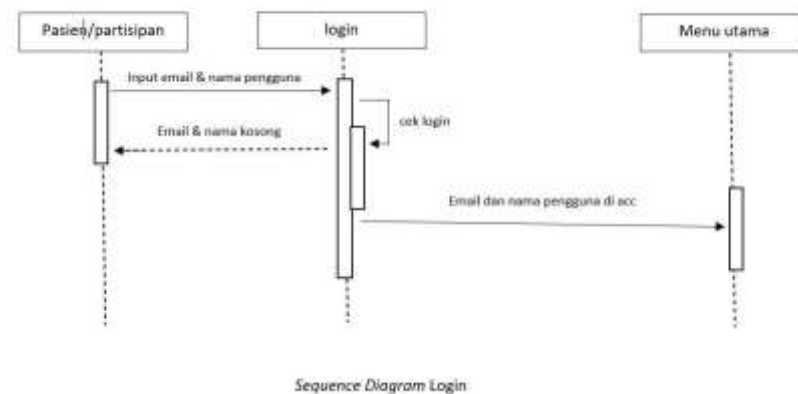 Pasien/partisipan
login
Menu utama
Input email & nama pengguna
cek login
Email & nama kosong
Email dan nama pengguna di acc
Sequence Diagram Login